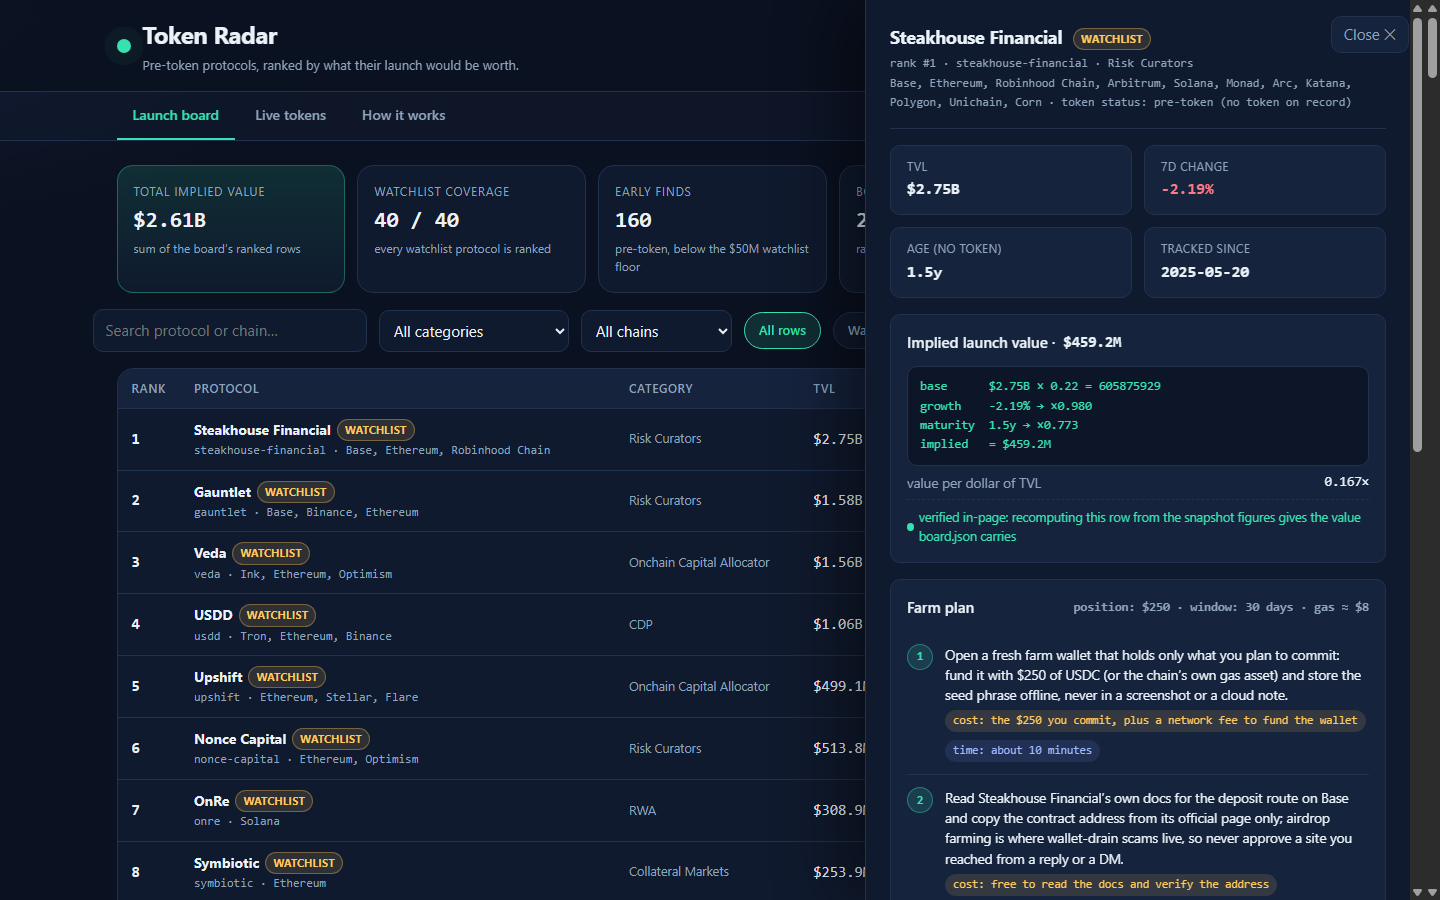 Token Radar
Pre-token protocols, ranked by what their launch would be worth.
Launch board
Live tokens
How it works
TOTAL IMPLIED VALUE
$2.61B
sum of the board's ranked rows
WATCHLIST COVERAGE
40 / 40
every watchlist protocol is ranked
EARLY FINDS
160
pre-token, below the $50M watchlist
floor
Search protocol or chain...
All categories
All chains
All rows
Wa
RANK PROTOCOL CATEGORY TVL
1 Steakhouse Financial WATCHLIST Risk Curators $2.75B
steakhouse-financial · Base, Ethereum, Robinhood Chain
2 Gauntlet WATCHLIST Risk Curators $1.58B
gauntlet · Base, Binance, Ethereum
3 Veda WATCHLIST Onchain Capital Allocator $1.56B
veda · Ink, Ethereum, Optimism
4 USDD WATCHLIST CDP $1.06B
usdd · Tron, Ethereum, Binance
5 Upshift WATCHLIST Onchain Capital Allocator $499.1
upshift · Ethereum, Stellar, Flare
6 Nonce Capital WATCHLIST Risk Curators $513.8
nonce-capital · Ethereum, Optimism
7 OnRe WATCHLIST RWA $308.9
onre · Solana
8 Symbiotic WATCHLIST Collateral Markets $253.9
symbiotic · Ethereum
Steakhouse Financial WATCHLIST
Close ×
rank #1 · steakhouse-financial · Risk Curators
Base, Ethereum, Robinhood Chain, Arbitrum, Solana, Monad, Arc, Katana,
Polygon, Unichain, Corn · token status: pre-token (no token on record)
TVL
$2.75B
7D CHANGE
-2.19%
AGE (NO TOKEN)
1.5y
TRACKED SINCE
2025-05-20
Implied launch value · $459.2M
base $2.75B × 0.22 = 605875929
growth -2.19% → ×0.980
maturity 1.5y → ×0.773
implied = $459.2M
value per dollar of TVL 0.167x
verified in-page: recomputing this row from the snapshot figures gives the value
board.json carries
Farm plan position: $250 · window: 30 days · gas ≈ $8
1 Open a fresh farm wallet that holds only what you plan to commit:
fund it with $250 of USDC (or the chain's own gas asset) and store the
seed phrase offline, never in a screenshot or a cloud note.
cost: the $250 you commit, plus a network fee to fund the wallet
time: about 10 minutes
2 Read Steakhouse Financial's own docs for the deposit route on Base
and copy the contract address from its official page only; airdrop
farming is where wallet-drain scams live, so never approve a site you
reached from a reply or a DM.
cost: free to read the docs and verify the address